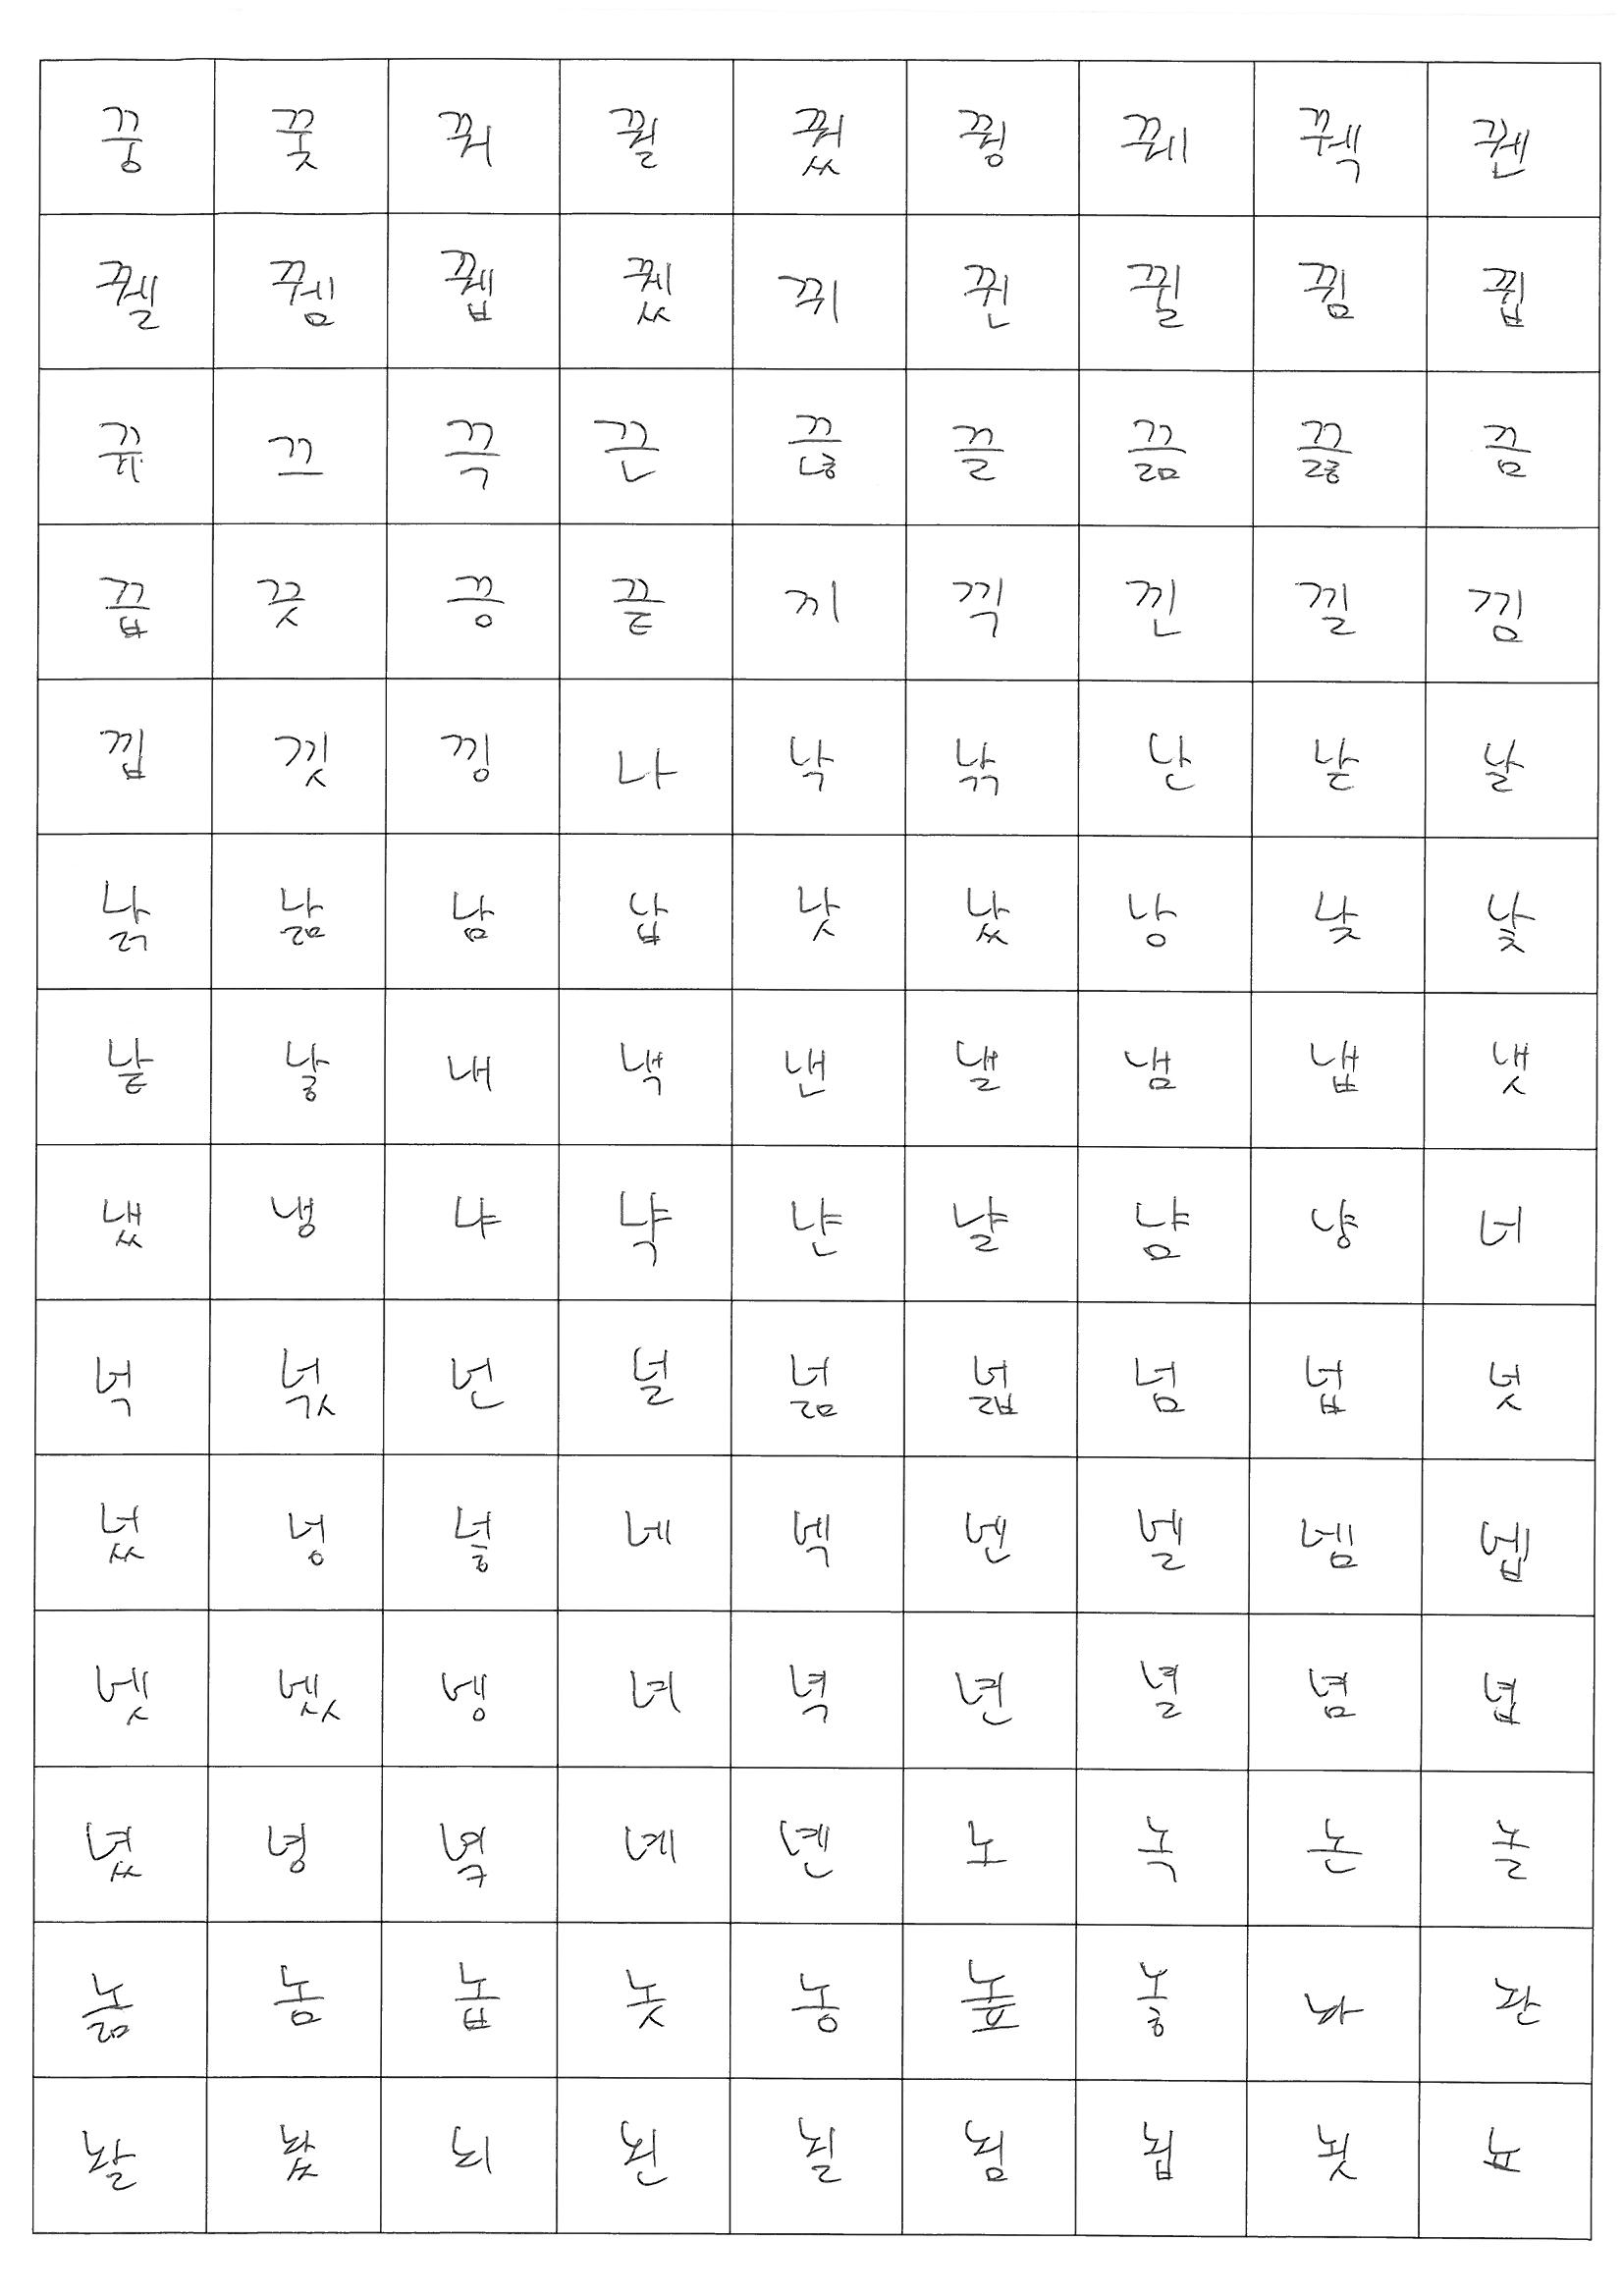 꿍 꿎 꿔 꿜 꿨 꿩 꿰 꿱 꿴
꿸 뀀 뀁 뀄 뀌 뀐 뀔 뀜 뀝
뀨 끄 끅 끈 끊 끌 끎 끓 끔
끕 끗 끙 끝 끼 끽 낀 낄 낌
낍 낏 낑 나 낙 낚 난 낟 날
낡 낢 남 납 낫 났 낭 낮 낯
낱 낳 내 낵 낸 낼 냄 냅 냇
냈 냉 냐 냑 냔 냘 냠 냥 너
넉 넋 넌 널 넒 넓 넘 넙 넛
넜 넝 넣 네 넥 넨 넬 넴 넵
넷 넸 넹 녀 녁 년 녈 념 녑
녔 녕 녘 녜 녠 노 녹 논 놀
놂 놈 놉 놋 농 높 놓 놔 놘
놜 놨 뇌 뇐 뇔 뇜 뇝 뇟 뇨